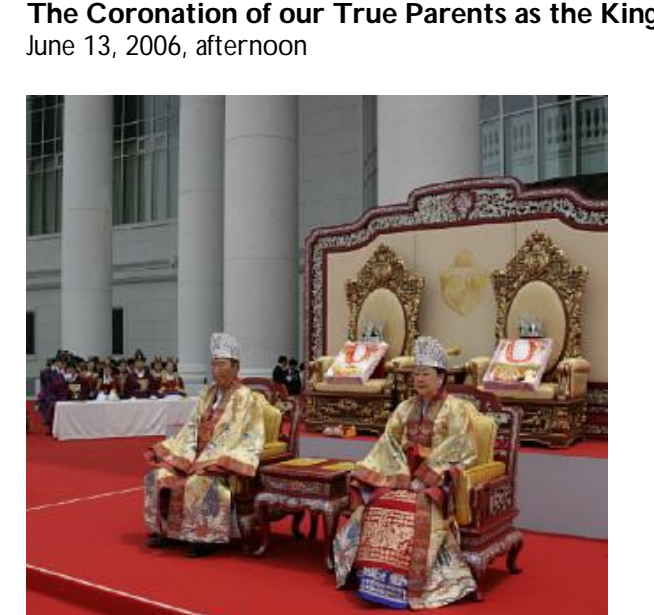 The Coronation of our True Parents as the King
June 13, 2006, afternoon